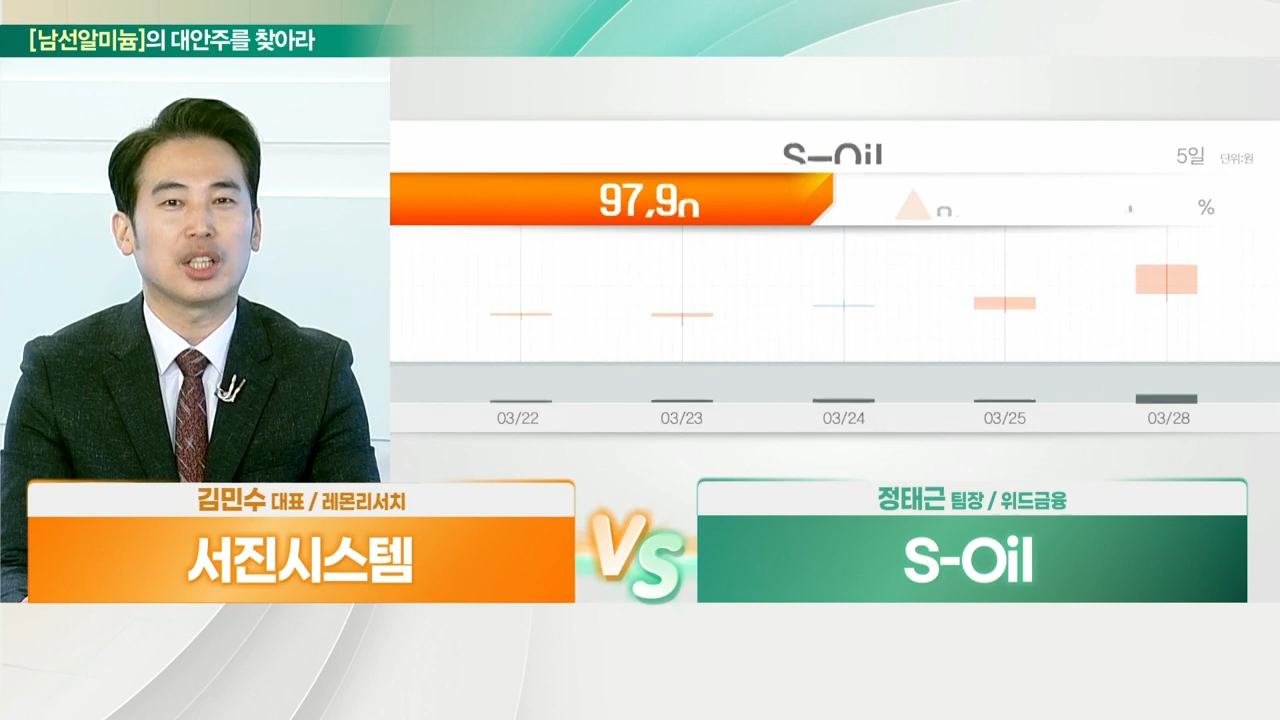 [남선알미늄]의 대안주를 찾아라
S-Oil
5일 단위:원
%
03/22 03/23 03/24 03/25 03/28
김민수 대표 / 레몬리서치
서진시스템
VS
정태근 팀장 / 위드금융
S-Oil